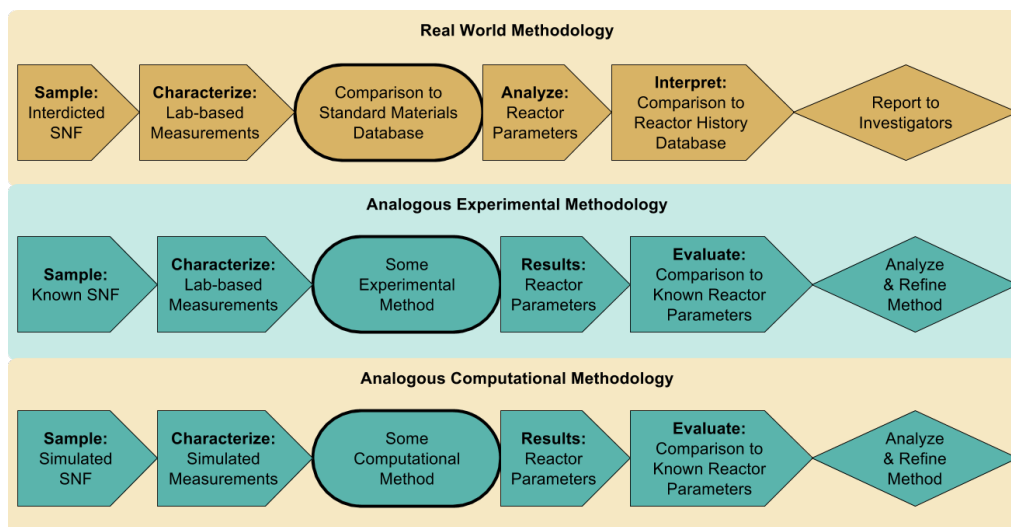 Real World Methodology
Sample:
Interdicted
SNF
Characterize:
Lab-based
Measurements
Comparison to
Standard Materials
Database
Analyze:
Reactor
Parameters
Interpret:
Comparison to
Reactor History
Database
Report to
Investigators
Analogous Experimental Methodology
Sample:
Known SNF
Characterize:
Lab-based
Measurements
Some
Experimental
Method
Results:
Reactor
Parameters
Evaluate:
Comparison to
Known Reactor
Parameters
Analyze
& Refine
Method
Analogous Computational Methodology
Sample:
Simulated
SNF
Characterize:
Simulated
Measurements
Some
Computational
Method
Results:
Reactor
Parameters
Evaluate:
Comparison to
Known Reactor
Parameters
Analyze
& Refine
Method